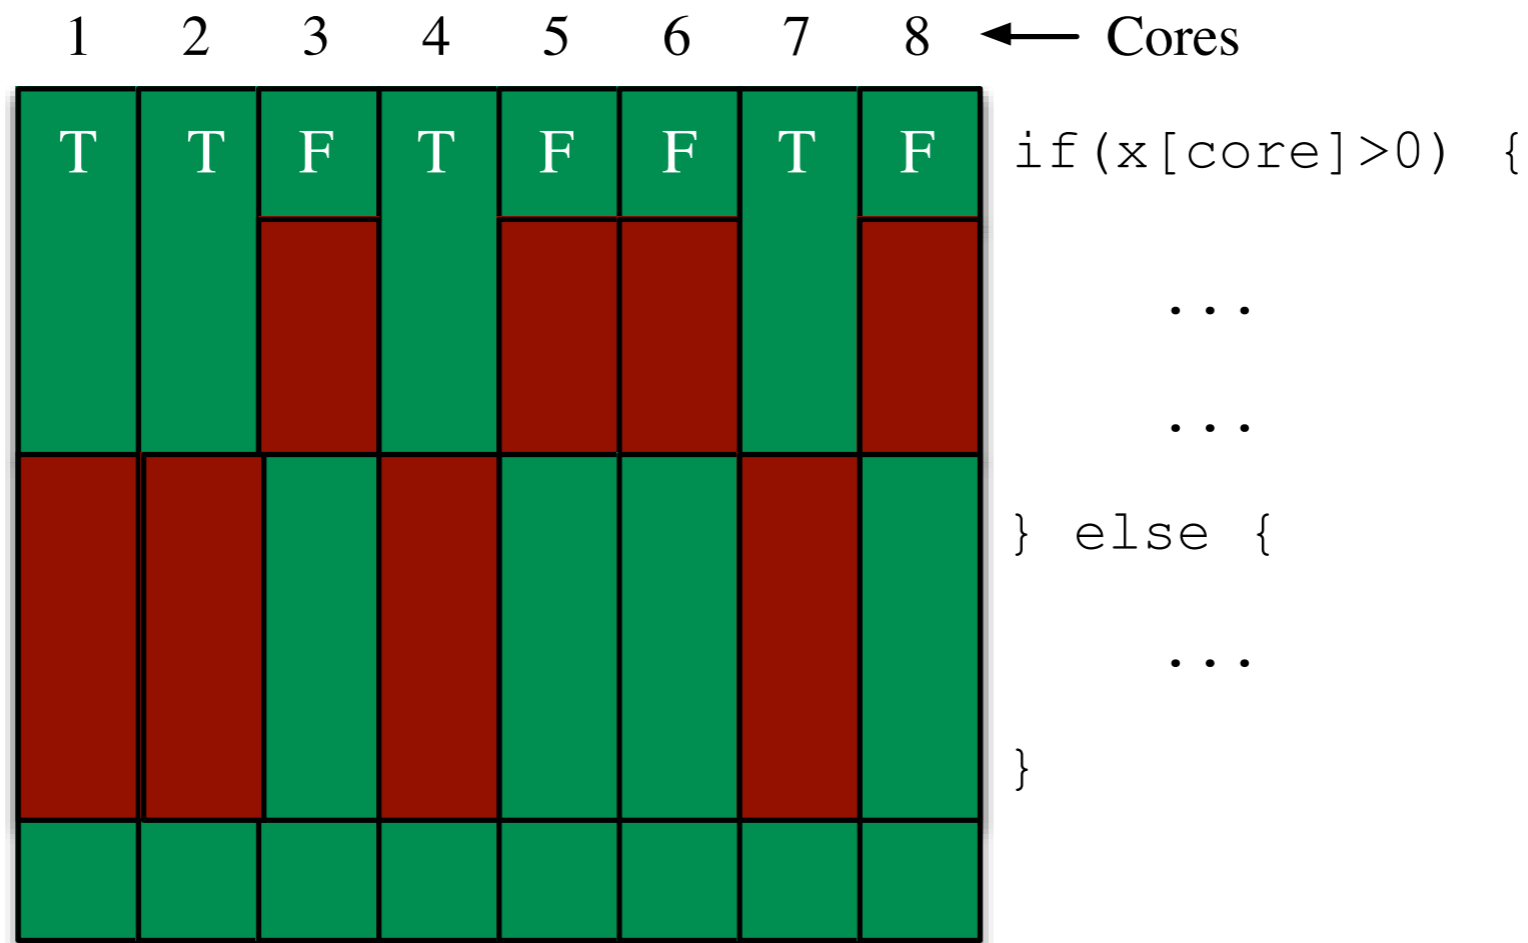 1 2 3 4 5 6 7 8 Cores
T T F T F F T F if(x[core]>0) {
...
...
} else {
...
}